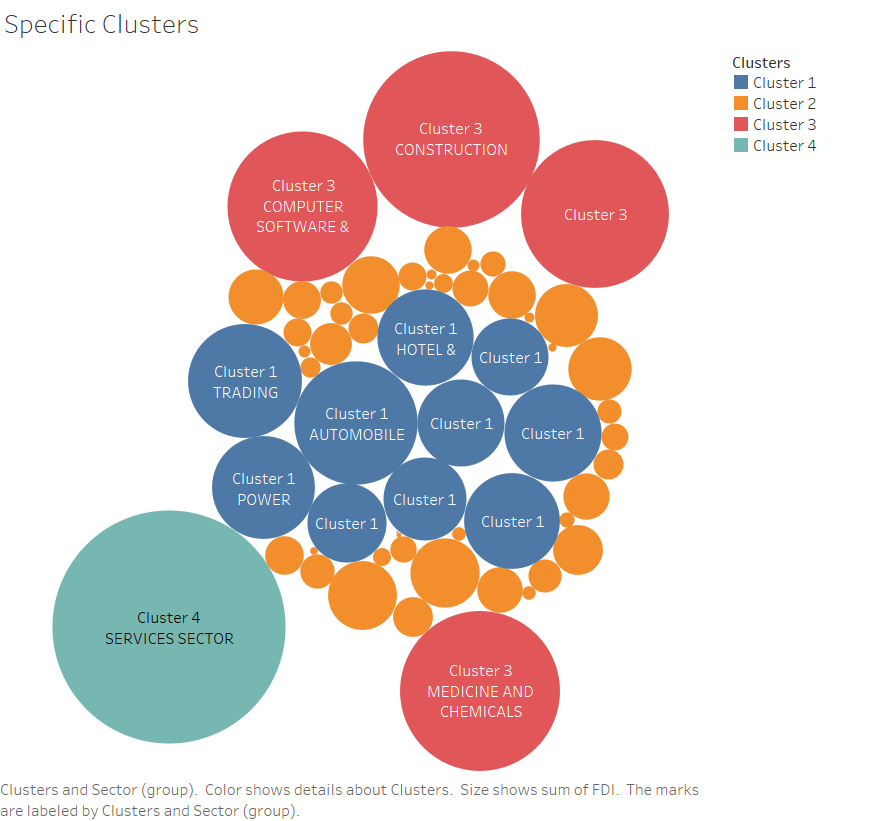 Specific Clusters
Clusters
Cluster 1
Cluster 2
Cluster 3
Cluster 4
Cluster 3
CONSTRUCTION
Cluster 3
COMPUTER
SOFTWARE &
Cluster 3
Cluster 1
HOTEL &
Cluster 1
Cluster 1
TRADING
Cluster 1
AUTOMOBILE
Cluster 1
Cluster 1
Cluster 1
POWER
Cluster 1
Cluster 1
Cluster 1
Cluster 4
SERVICES SECTOR
Cluster 3
MEDICINE AND
CHEMICALS
Clusters and Sector (group).  Color shows details about Clusters.  Size shows sum of FDI.  The marks
are labeled by Clusters and Sector (group).